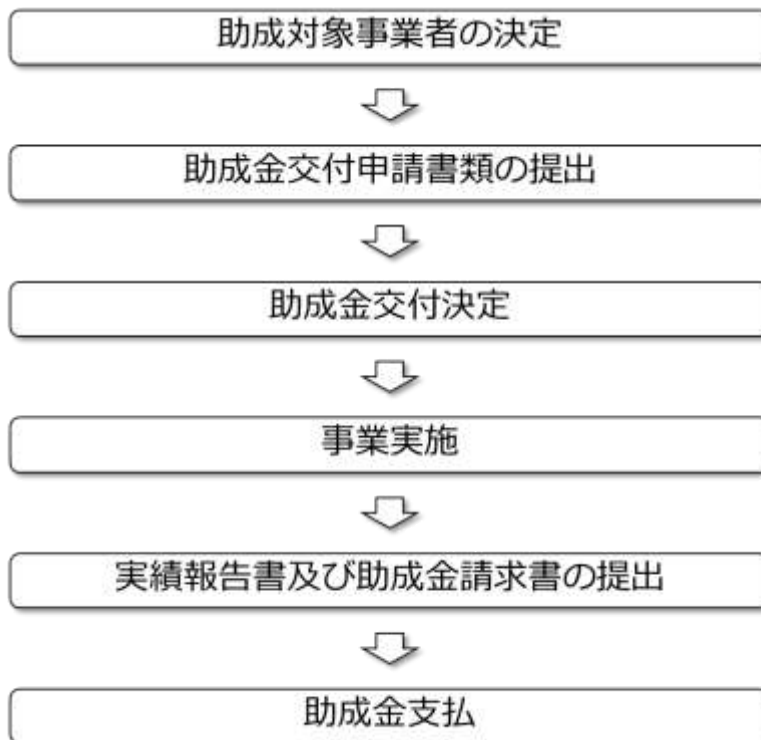 助成対象事業者の決定
助成金交付申請書類の提出
助成金交付決定
事業実施
実績報告書及び助成金請求書の提出
助成金支払